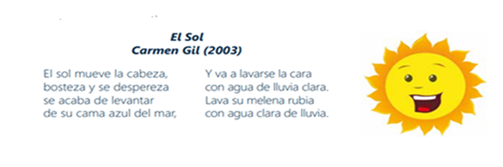 El Sol
Carmen Gil (2003)
El sol mueve la cabeza,
bosteza y se despereza
se acaba de levantar
de su cama azul del mar,
Y va a lavarse la cara
con agua de lluvia clara.
Lava su melena rubia
con agua clara de lluvia.